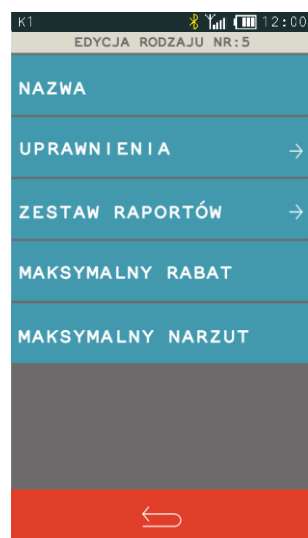 K1 12:00
EDYCJA RODZAJU NR:5
NAZWA
UPRAWNIENIA
ZESTAW RAPORTÓW
MAKSYMALNY RABAT
MAKSYMALNY NARZUT